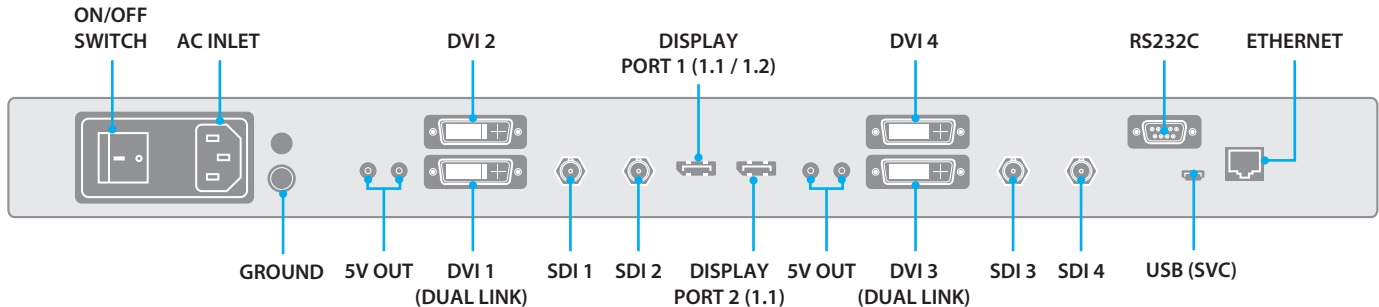 ON/OFF
SWITCH
AC INLET
DVI 2
DISPLAY
PORT 1 (1.1 / 1.2)
DVI 4
RS232C
ETHERNET
GROUND
5V OUT
DVI 1
(DUAL LINK)
SDI 1
SDI 2
DISPLAY
PORT 2 (1.1)
5V OUT
DVI 3
(DUAL LINK)
SDI 3
SDI 4
USB (SVC)